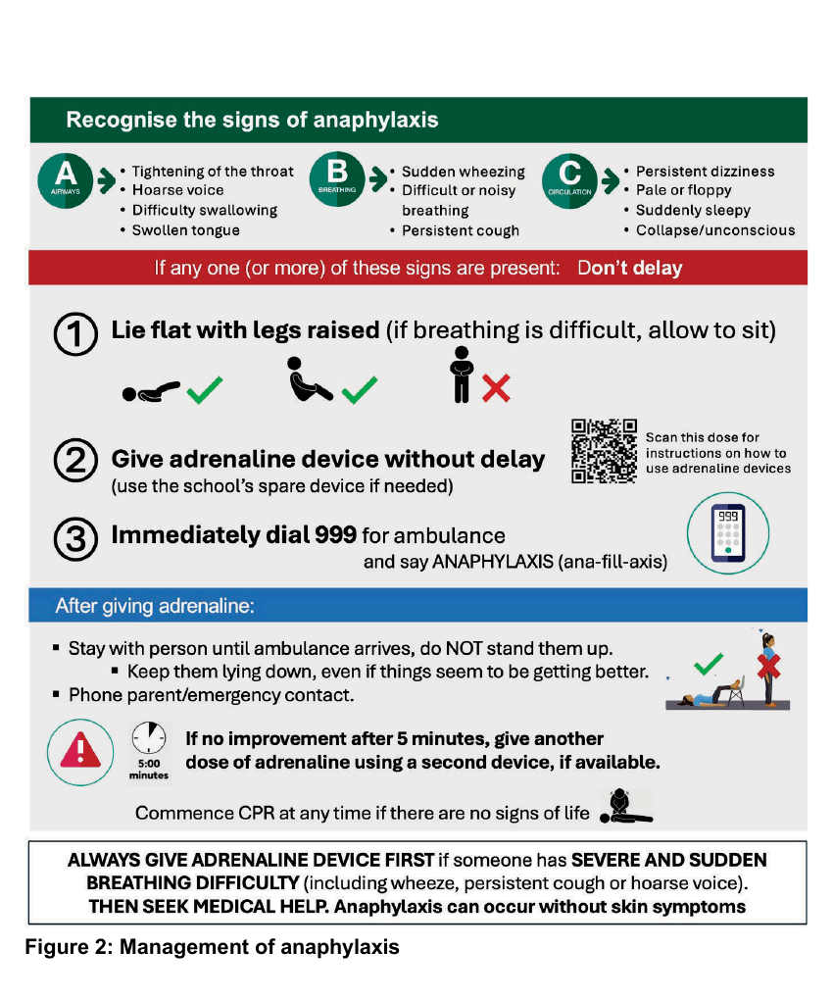 Recognise the signs of anaphylaxis
A
AIRWAYS
• Tightening of the throat
• Hoarse voice
• Difficulty swallowing
• Swollen tongue
B
BREATHING
• Sudden wheezing
• Difficult or noisy
breathing
• Persistent cough
C
CIRCULATION
• Persistent dizziness
• Pale or floppy
• Suddenly sleepy
• Collapse/unconscious
If any one (or more) of these signs are present: Don't delay
1 Lie flat with legs raised (if breathing is difficult, allow to sit)
2 Give adrenaline device without delay
(use the school's spare device if needed)
Scan this dose for
instructions on how to
use adrenaline devices
3 Immediately dial 999 for ambulance
and say ANAPHYLAXIS (ana-fill-axis)
999
After giving adrenaline:
▪ Stay with person until ambulance arrives, do NOT stand them up.
▪ Keep them lying down, even if things seem to be getting better.
▪ Phone parent/emergency contact.
5:00
minutes
If no improvement after 5 minutes, give another
dose of adrenaline using a second device, if available.
Commence CPR at any time if there are no signs of life
ALWAYS GIVE ADRENALINE DEVICE FIRST if someone has SEVERE AND SUDDEN
BREATHING DIFFICULTY (including wheeze, persistent cough or hoarse voice).
THEN SEEK MEDICAL HELP. Anaphylaxis can occur without skin symptoms
Figure 2: Management of anaphylaxis